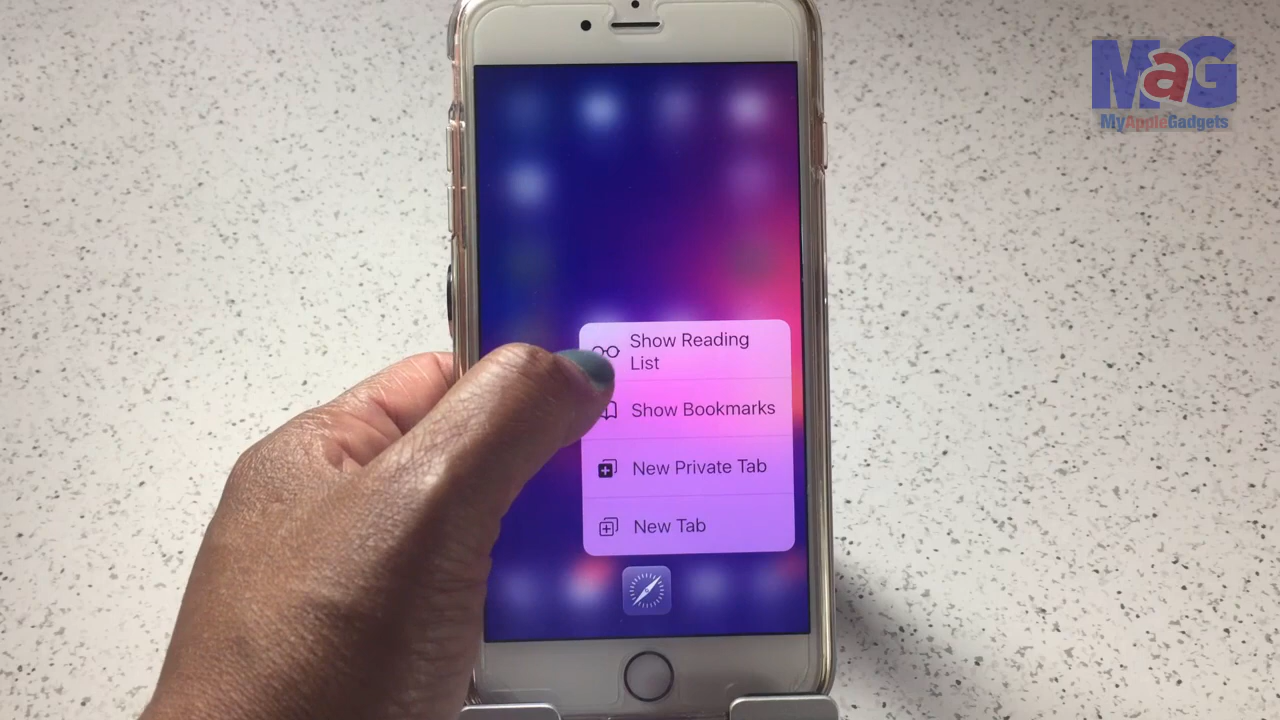 MaG
MyAppleGadgets
Show Reading
List
Show Bookmarks
New Private Tab
New Tab